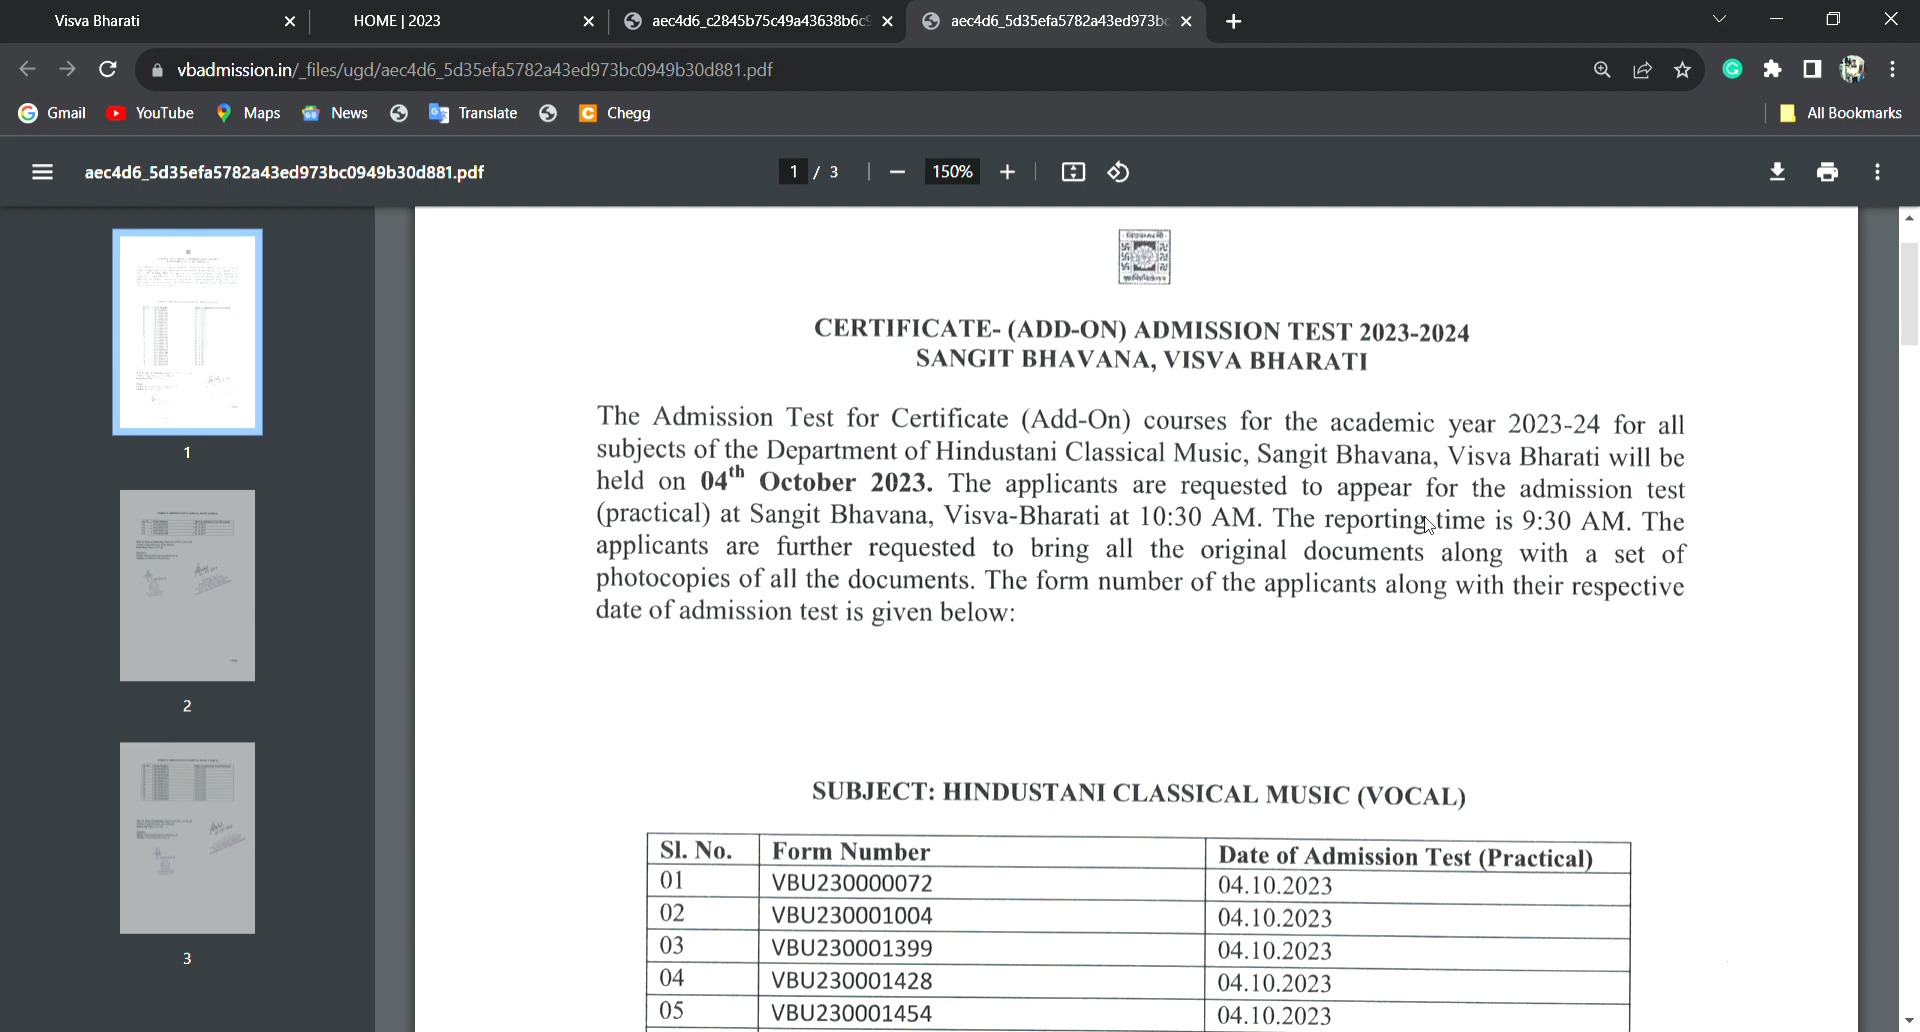 Visva Bharati
HOME | 2023
aec4d6_c2845b75c49a43638b6c9
aec4d6_5d35efa5782a43ed973bc
vbadmission.in/_files/ugd/aec4d6_5d35efa5782a43ed973bc0949b30d881.pdf
Gmail YouTube Maps News Translate Chegg All Bookmarks
aec4d6_5d35efa5782a43ed973bc0949b30d881.pdf 1 / 3 150%
CERTIFICATE- (ADD-ON) ADMISSION TEST 2023-2024
SANGIT BHAVANA, VISVA BHARATI
The Admission Test for Certificate (Add-On) courses for the academic year 2023-24 for all
subjects of the Department of Hindustani Classical Music, Sangit Bhavana, Visva Bharati will be
held on 04th October 2023. The applicants are requested to appear for the admission test
(practical) at Sangit Bhavana, Visva-Bharati at 10:30 AM. The reporting time is 9:30 AM. The
applicants are further requested to bring all the original documents along with a set of
photocopies of all the documents. The form number of the applicants along with their respective
date of admission test is given below:
SUBJECT: HINDUSTANI CLASSICAL MUSIC (VOCAL)
Sl. No. Form Number Date of Admission Test (Practical)
01 VBU230000072 04.10.2023
02 VBU230001004 04.10.2023
03 VBU230001399 04.10.2023
04 VBU230001428 04.10.2023
05 VBU230001454 04.10.2023
1
2
3